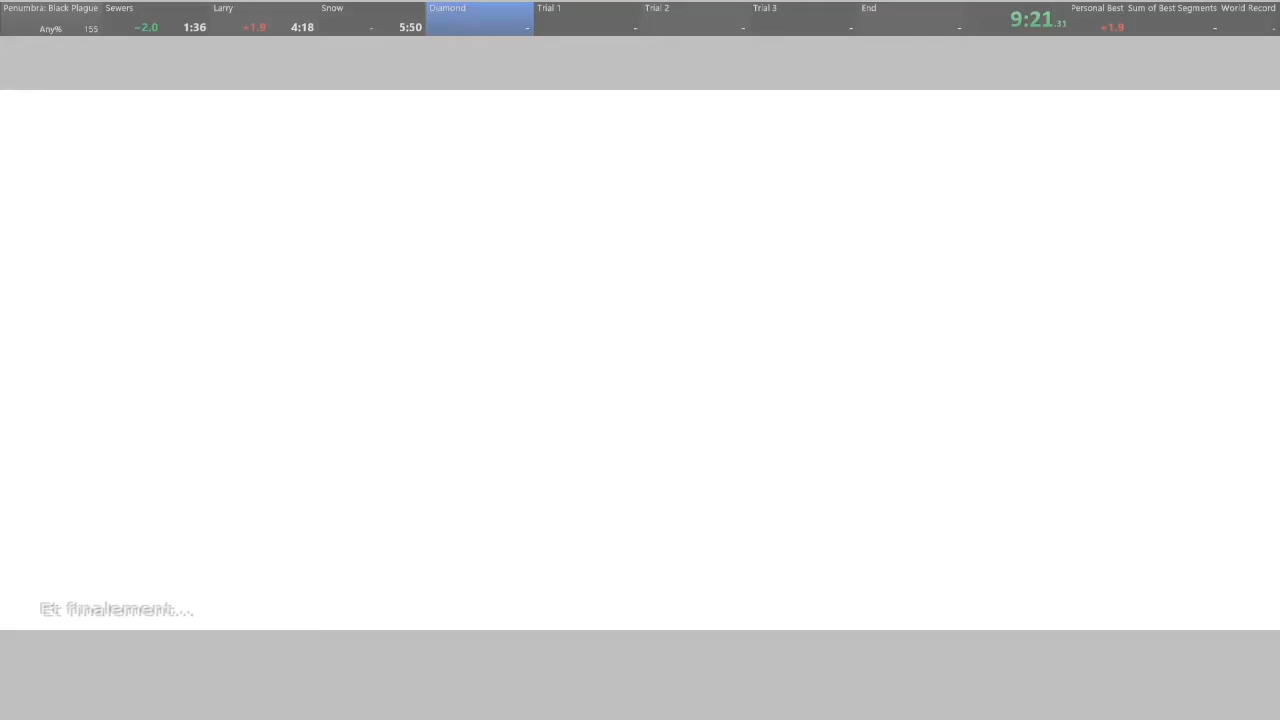 Penumbra: Black Plague Sewers Larry Snow Diamond Trial 1 Trial 2 Trial 3 End 9:21.31 Personal Best Sum of Best Segments World Record
Any% 155 −2.0 1:36 +1.9 4:18 - 5:50 - - - - - +1.9 - -
Et finalement...